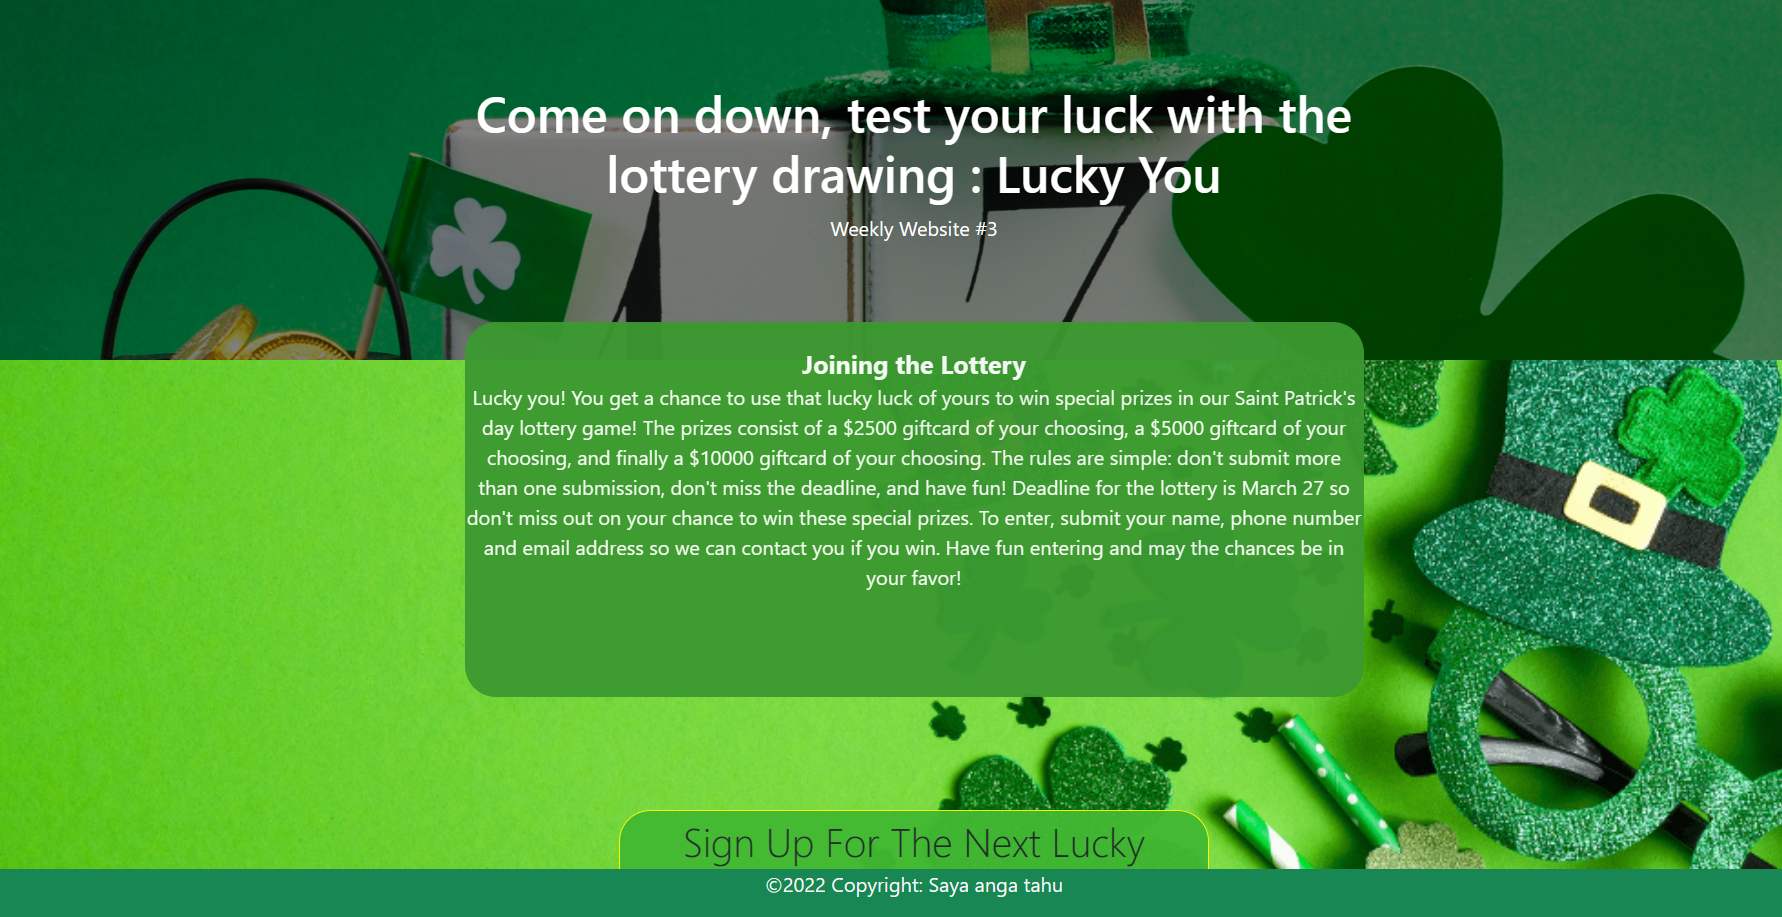 Come on down, test your luck with the
lottery drawing : Lucky You
Weekly Website #3
17
Joining the Lottery
Lucky you! You get a chance to use that lucky luck of yours to win special prizes in our Saint Patrick's
day lottery game! The prizes consist of a $2500 giftcard of your choosing, a $5000 giftcard of your
choosing, and finally a $10000 giftcard of your choosing. The rules are simple: don't submit more
than one submission, don't miss the deadline, and have fun! Deadline for the lottery is March 27 so
don't miss out on your chance to win these special prizes. To enter, submit your name, phone number
and email address so we can contact you if you win. Have fun entering and may the chances be in
your favor!
Sign Up For The Next Lucky
©2022 Copyright: Saya anga tahu